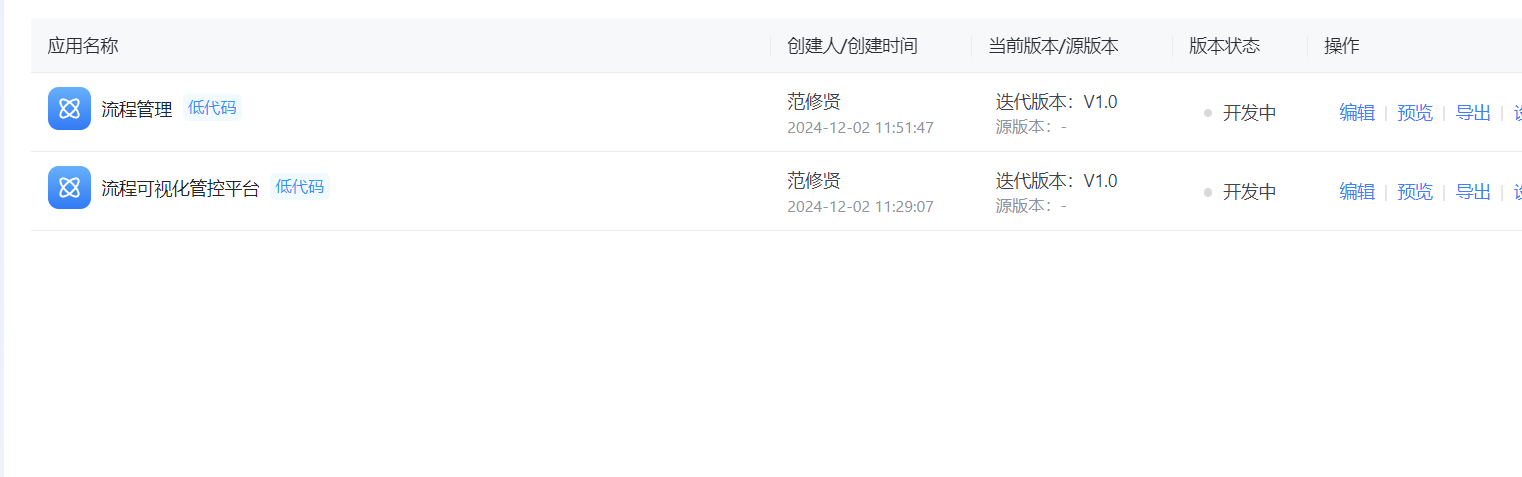 应用名称 创建人/创建时间 当前版本/源版本 版本状态 操作
流程管理 低代码 范修贤 迭代版本：V1.0 开发中 编辑 预览 导出
2024-12-02 11:51:47 源版本：-
流程可视化管控平台 低代码 范修贤 迭代版本：V1.0 开发中 编辑 预览 导出
2024-12-02 11:29:07 源版本：-